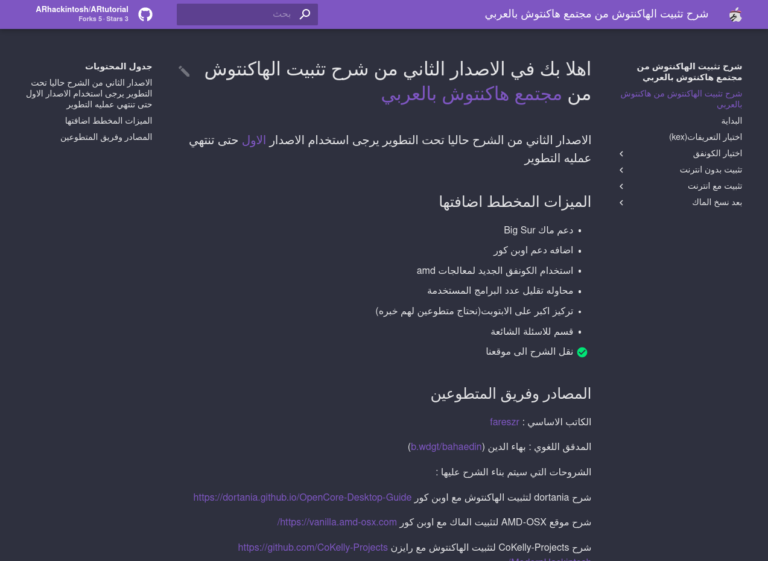 شرح تثبيت الهاكنتوش من مجتمع هاكنتوش بالعربي
بحث
ARhackintosh/ARtutorial
3 Stars · 5 Forks
شرح تثبيت الهاكنتوش من
مجتمع هاكنتوش بالعربي
شرح تثبيت الهاكنتوش من هاكنتوش
بالعربي
البداية
اختيار التعريفات(kex)
اختيار الكونفق
تثبيت بدون انترنت
تثبيت مع انترنت
بعد نسخ الماك
اهلا بك في الاصدار الثاني من شرح تثبيت الهاكنتوش
من مجتمع هاكنتوش بالعربي
الاصدار الثاني من الشرح حاليا تحت التطوير يرجى استخدام الاصدار الاول حتى تنتهي
عمليه التطوير
الميزات المخطط اضافتها
دعم ماك Big Sur
اضافه دعم اوبن كور
استخدام الكونفق الجديد لمعالجات amd
محاوله تقليل عدد البرامج المستخدمة
تركيز اكبر على الابتوبت(نحتاج متطوعين لهم خبره)
قسم للاسئلة الشائعة
نقل الشرح الى موقعنا
المصادر وفريق المتطوعين
الكاتب الاساسي : fareszr
المدقق اللغوي : بهاء الدين (b.wdgt/bahaedin)
الشروحات التي سيتم بناء الشرح عليها :
شرح dortania لتثبيت الهاكنتوش مع اوبن كور https://dortania.github.io/OpenCore-Desktop-Guide
شرح موقع AMD-OSX لتثبيت الماك مع اوبن كور https://vanilla.amd-osx.com/
شرح CoKelly-Projects لتثبيت الهاكنتوش مع رايزن https://github.com/CoKelly-Projects
جدول المحتويات
الاصدار الثاني من الشرح حاليا تحت
التطوير يرجى استخدام الاصدار الاول
حتى تنتهي عمليه التطوير
الميزات المخطط اضافتها
المصادر وفريق المتطوعين